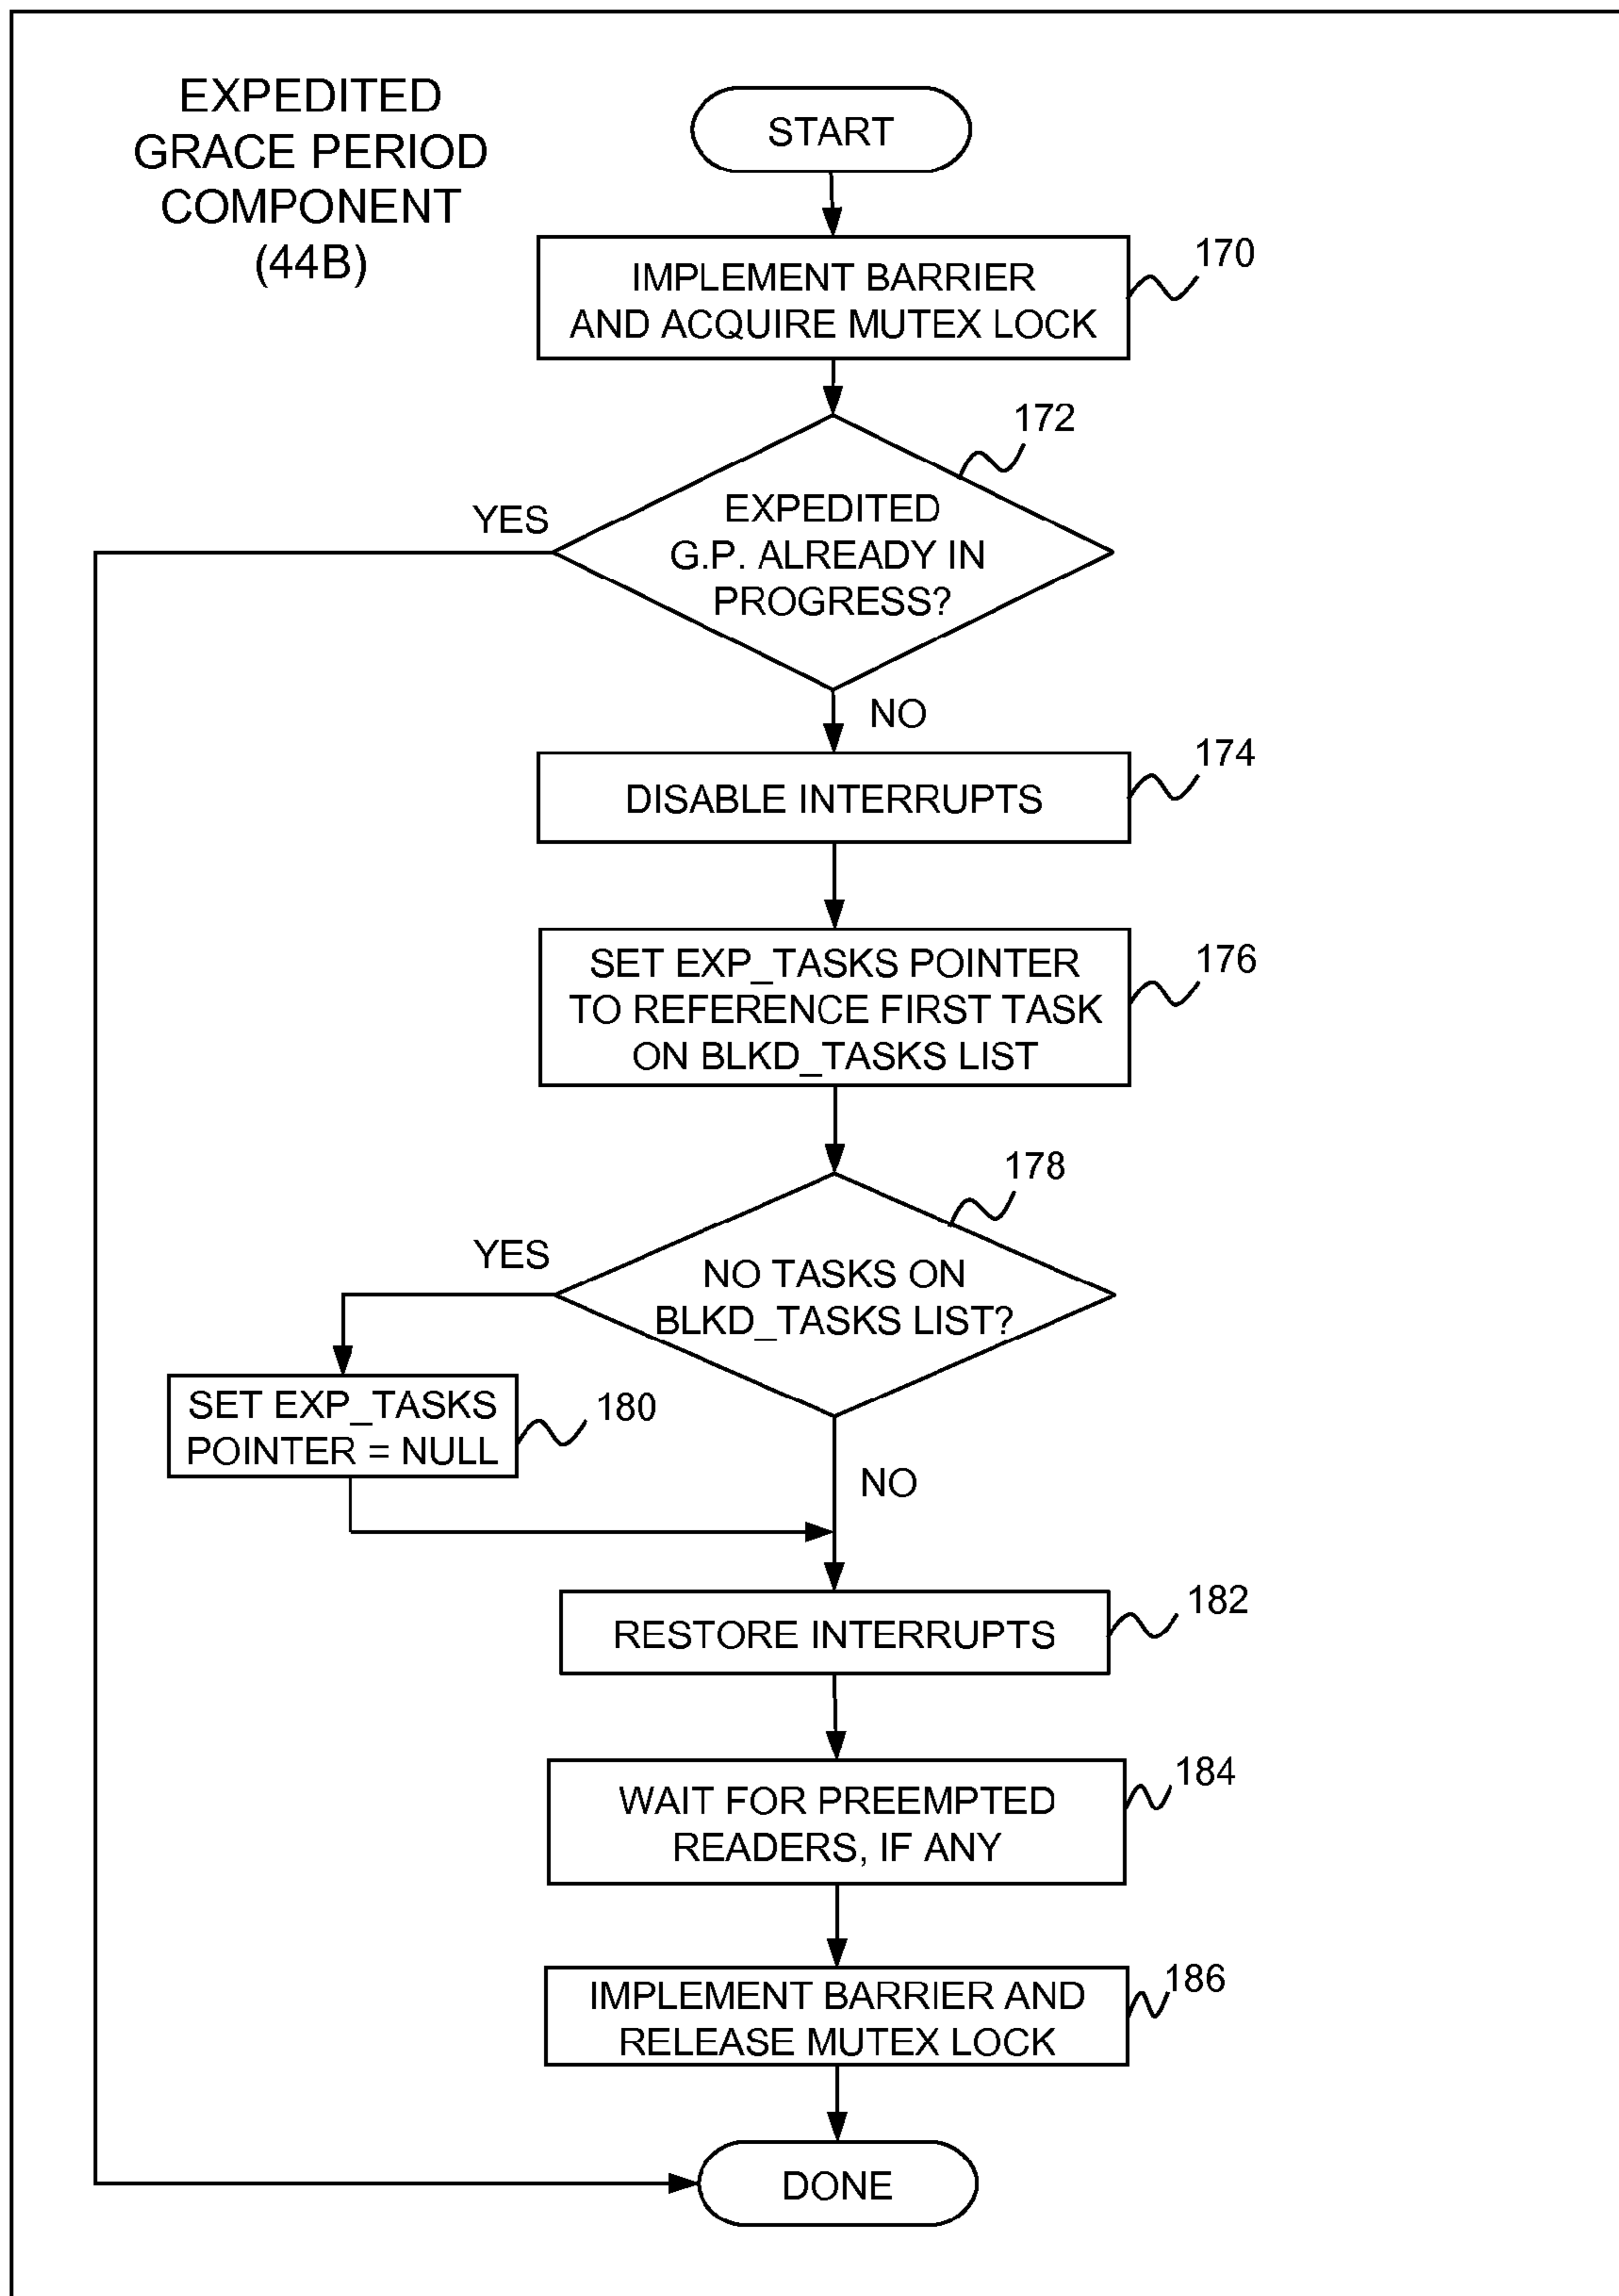 EXPEDITED
GRACE PERIOD
COMPONENT
(44B)
START
IMPLEMENT BARRIER
AND ACQUIRE MUTEX LOCK
170
172
EXPEDITED
G.P. ALREADY IN
PROGRESS?
YES
NO
DISABLE INTERRUPTS
174
SET EXP_TASKS POINTER
TO REFERENCE FIRST TASK
ON BLKD_TASKS LIST
176
178
NO TASKS ON
BLKD_TASKS LIST?
YES
SET EXP_TASKS
POINTER = NULL
180
NO
RESTORE INTERRUPTS
182
WAIT FOR PREEMPTED
READERS, IF ANY
184
IMPLEMENT BARRIER AND
RELEASE MUTEX LOCK
186
DONE